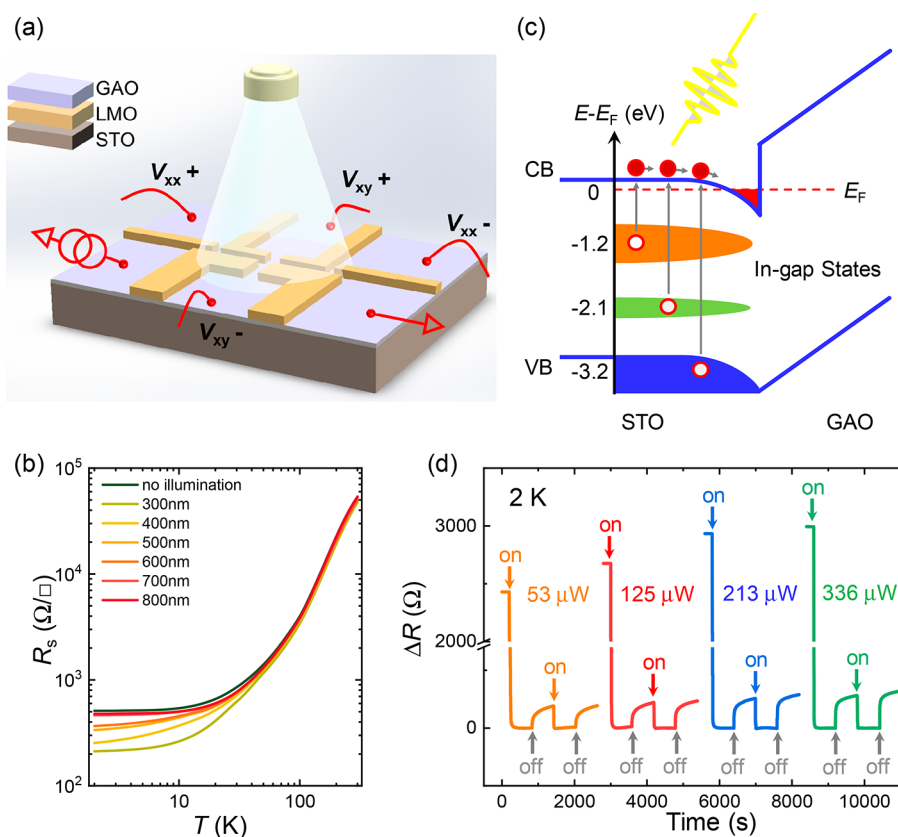 (a)
GAO
LMO
STO
Vxx +
Vxy +
Vxx -
Vxy -
(c)
E-EF (eV)
CB
0
EF
-1.2
In-gap States
-2.1
VB
-3.2
STO
GAO
(b)
10^5
10^4
10^3
10^2
Rs (Ω/□)
no illumination
300nm
400nm
500nm
600nm
700nm
800nm
10
100
T (K)
(d)
2 K
on
on
on
on
3000
53 μW
125 μW
213 μW
336 μW
2000
ΔR (Ω)
on
on
on
on
0
off
off
off
off
off
off
off
off
0
2000
4000
6000
8000
10000
Time (s)